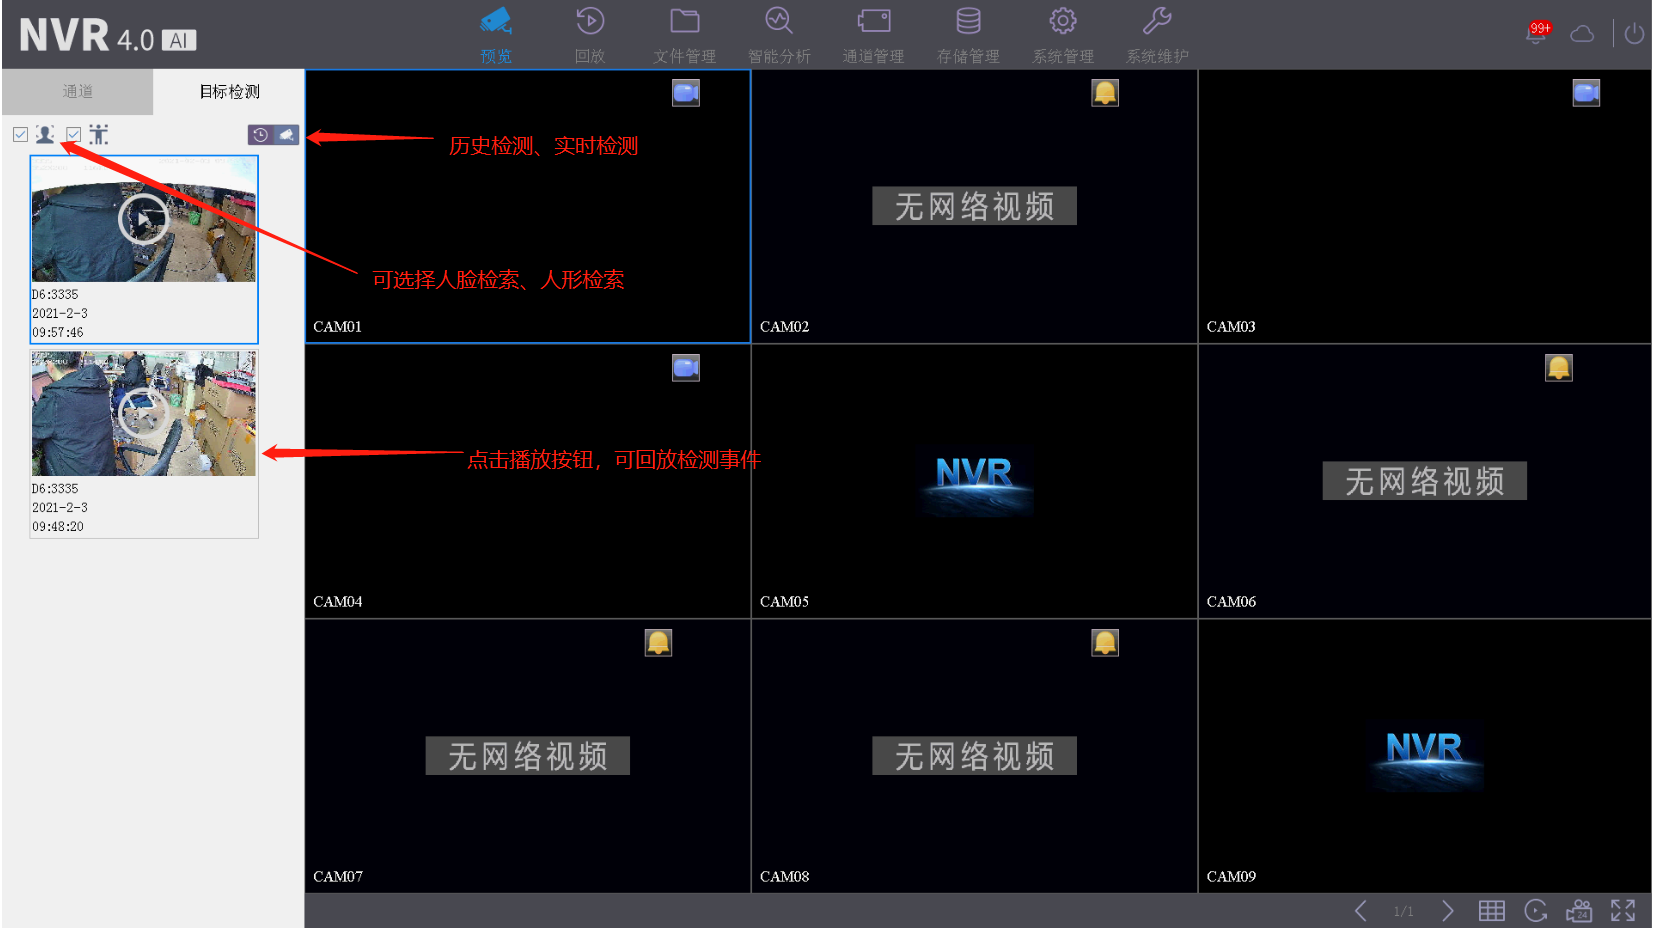 NVR 4.0 AI
预览
回放
文件管理
智能分析
通道管理
存储管理
系统管理
系统维护
99+
通道
目标检测
历史检测、实时检测
可选择人脸检索、人形检索
D6:3335
2021-2-3
09:57:46
点击播放按钮，可回放检测事件
D6:3335
2021-2-3
09:48:20
CAM01
无网络视频
CAM02
CAM03
CAM04
NVR
CAM05
无网络视频
CAM06
无网络视频
CAM07
无网络视频
CAM08
NVR
CAM09
1/1
24